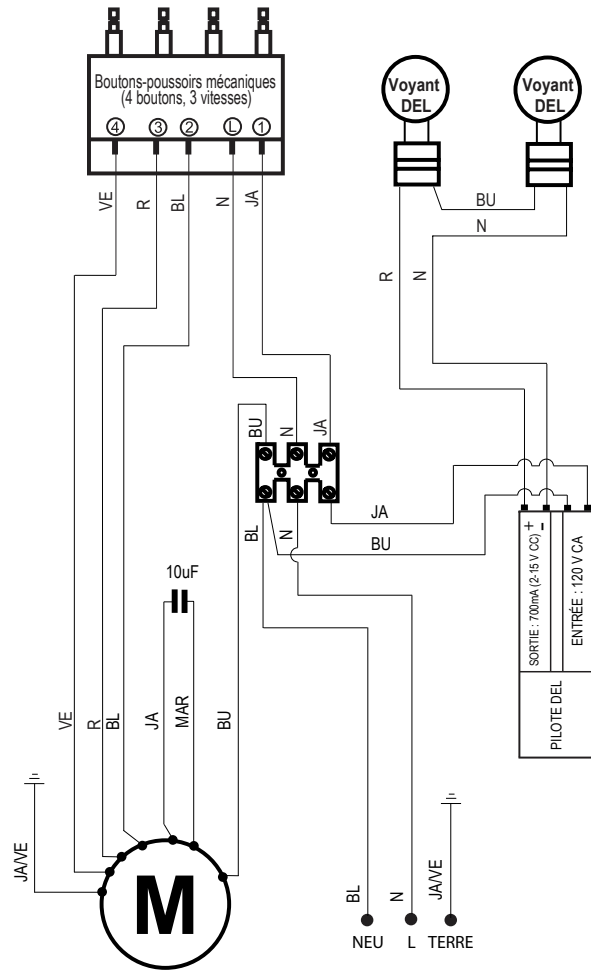 Boutons-poussoirs mécaniques
(4 boutons, 3 vitesses)
4
3
2
L
1
VE
R
BL
N
JA
Voyant
DEL
Voyant
DEL
BU
N
R
N
BU
N
JA
BL
N
JA
BU
10uF
VE
R
BL
JA
MAR
BU
SORTIE : 700mA (2-15 V CC)
+
–
ENTRÉE : 120 V CA
PILOTE DEL
JA/VE
M
BL
N
JA/VE
NEU
L
TERRE